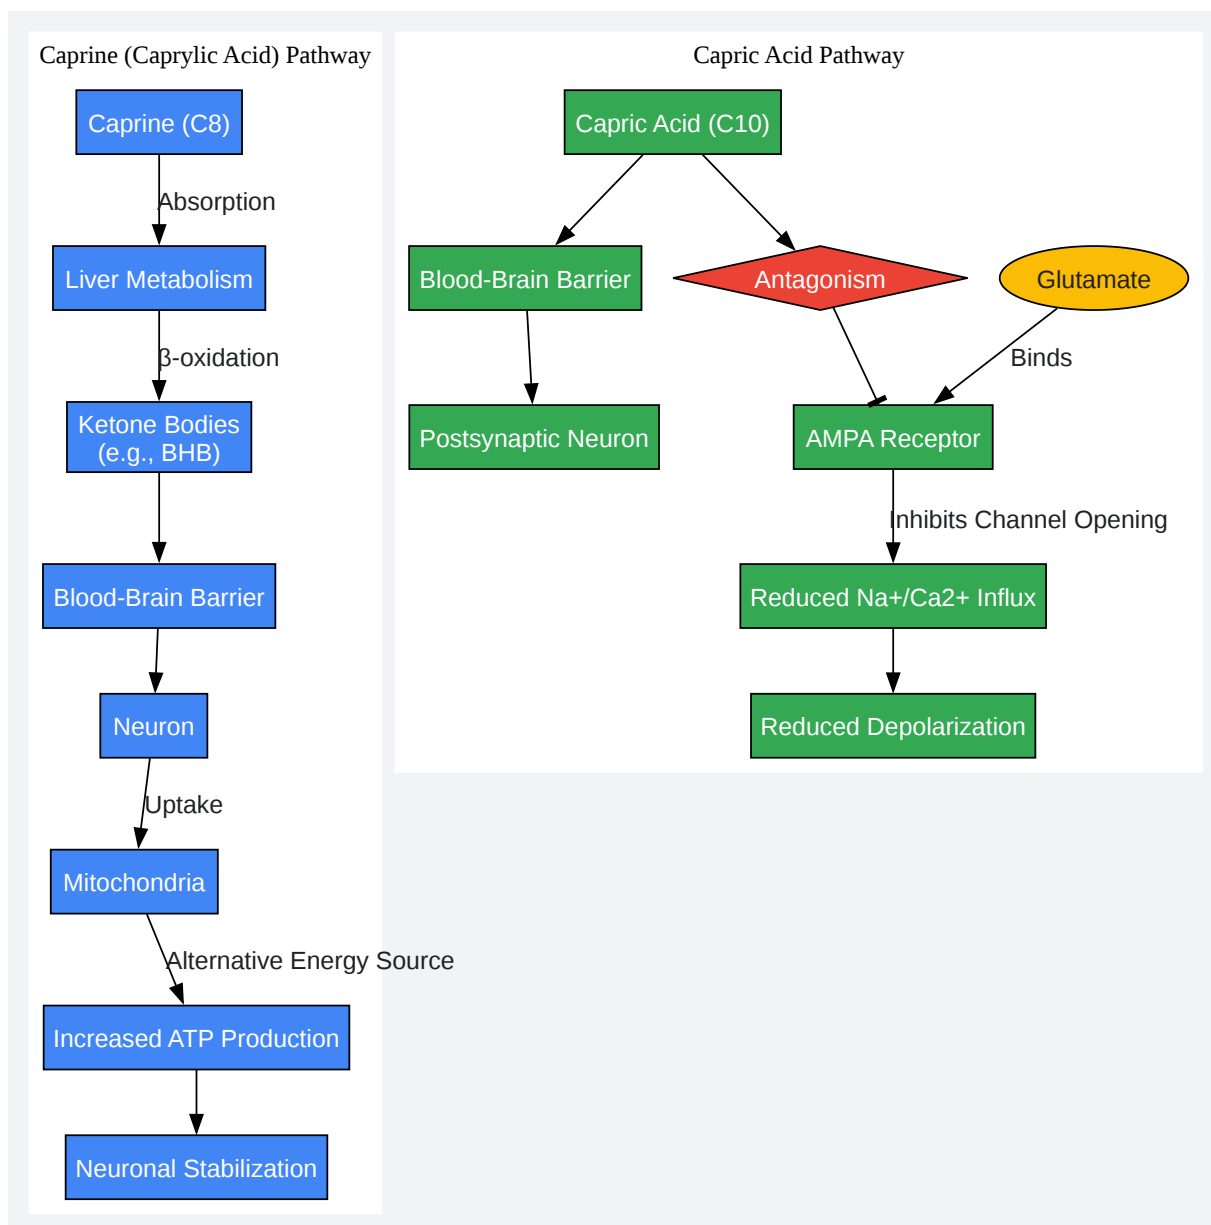 Caprine (Caprylic Acid) Pathway
Caprine (C8)
Absorption
Liver Metabolism
β-oxidation
Ketone Bodies
(e.g., BHB)
Blood-Brain Barrier
Neuron
Uptake
Mitochondria
Alternative Energy Source
Increased ATP Production
Neuronal Stabilization
Capric Acid Pathway
Capric Acid (C10)
Blood-Brain Barrier
Antagonism
Glutamate
Binds
Postsynaptic Neuron
AMPA Receptor
Inhibits Channel Opening
Reduced Na+/Ca2+ Influx
Reduced Depolarization